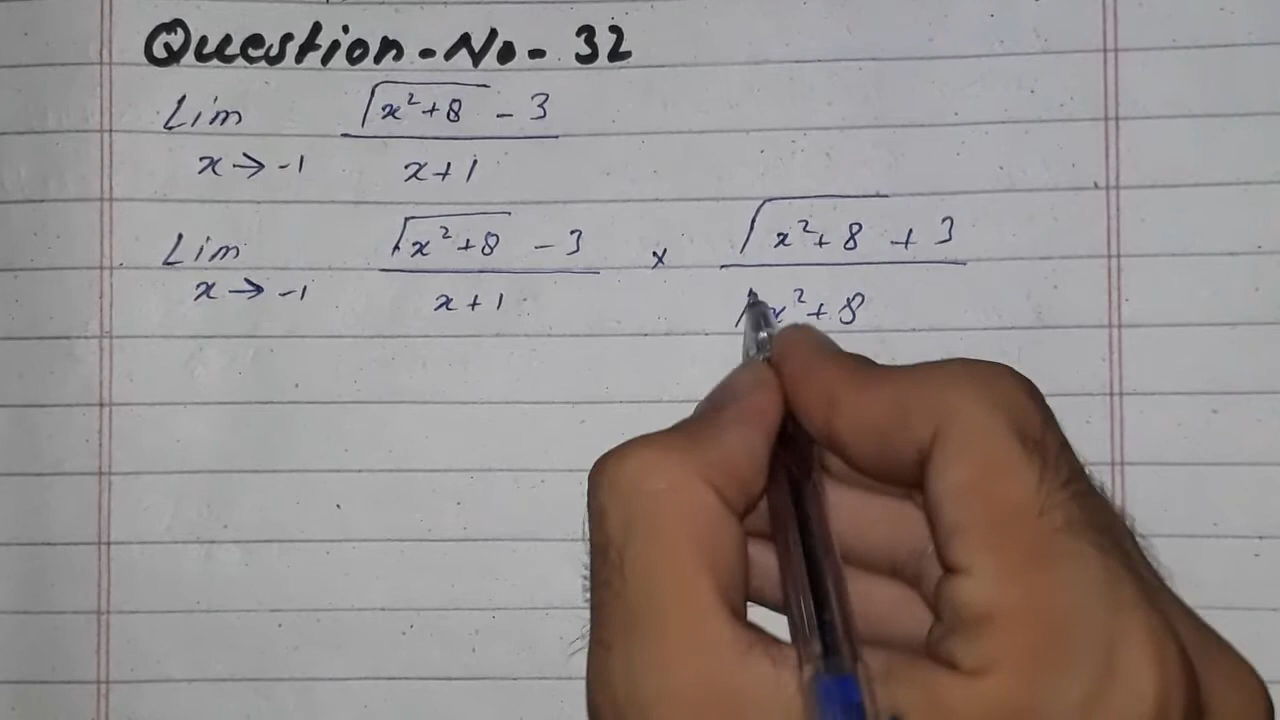 Question-No-32
Lim x→-1 √(x²+8) - 3 / x+1
Lim x→-1 √(x²+8) - 3 / x+1 × √(x²+8) + 3 / √x²+8